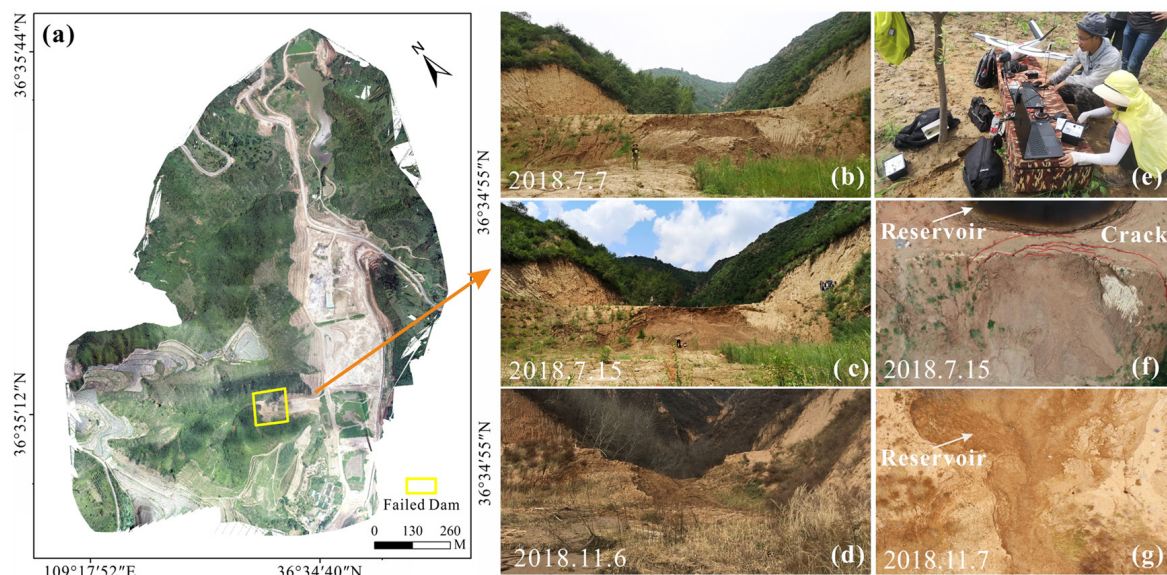 (a)
N
36°35′44″N
36°35′12″N
36°34′55″N
36°34′55″N
Failed Dam
0 130 260
M
109°17′52″E
36°34′40″N
2018.7.7
(b)
2018.7.15
(c)
2018.11.6
(d)
(e)
Reservoir
Crack
2018.7.15
(f)
Reservoir
2018.11.7
(g)